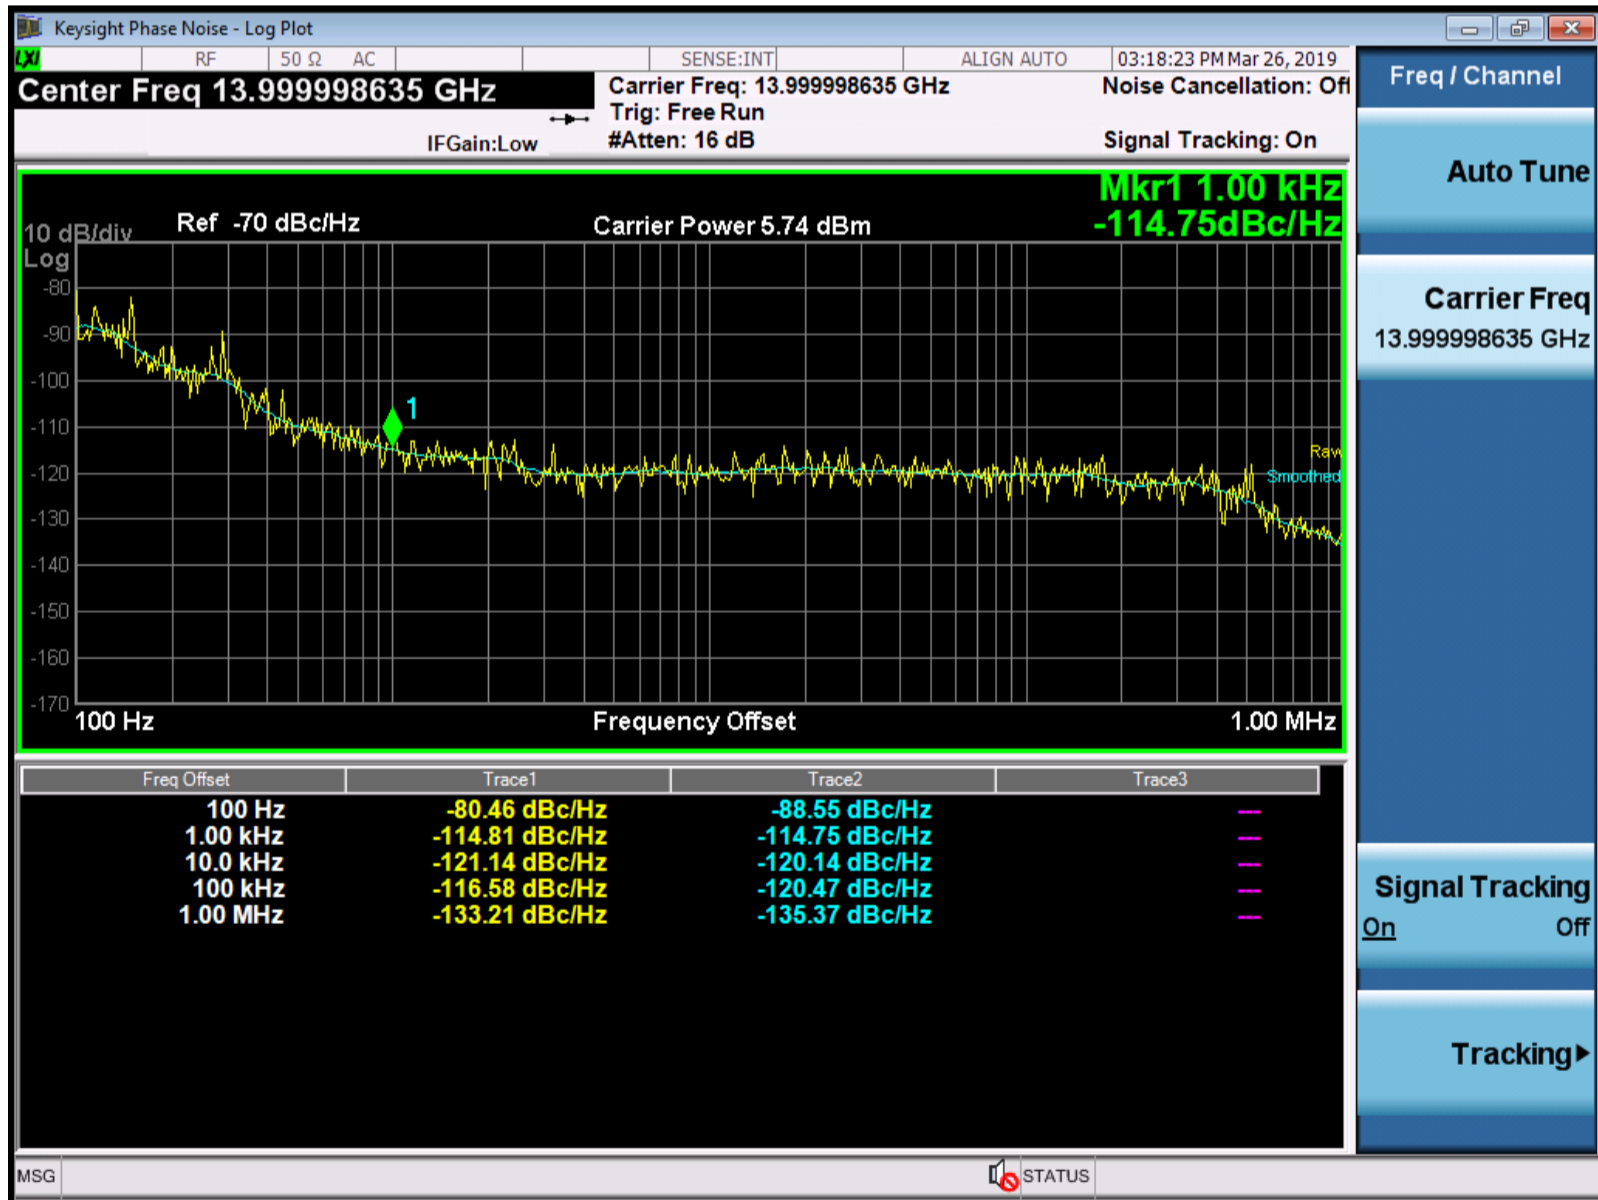 Keysight Phase Noise - Log Plot
LXI RF 50 Ω AC SENSE:INT ALIGN AUTO 03:18:23 PM Mar 26, 2019
Center Freq 13.999998635 GHz
Carrier Freq: 13.999998635 GHz
Noise Cancellation: Off
Trig: Free Run
IFGain:Low
#Atten: 16 dB
Signal Tracking: On
Mkr1 1.00 kHz
-114.75dBc/Hz
10 dB/div
Log
Ref -70 dBc/Hz
Carrier Power 5.74 dBm
-80
-90
-100
1
-110
Raw
-120
Smoothed
-130
-140
-150
-160
-170
100 Hz Frequency Offset 1.00 MHz
Freq Offset Trace1 Trace2 Trace3
100 Hz -80.46 dBc/Hz -88.55 dBc/Hz ---
1.00 kHz -114.81 dBc/Hz -114.75 dBc/Hz ---
10.0 kHz -121.14 dBc/Hz -120.14 dBc/Hz ---
100 kHz -116.58 dBc/Hz -120.47 dBc/Hz ---
1.00 MHz -133.21 dBc/Hz -135.37 dBc/Hz ---
Freq / Channel
Auto Tune
Carrier Freq
13.999998635 GHz
Signal Tracking
On Off
Tracking
MSG STATUS